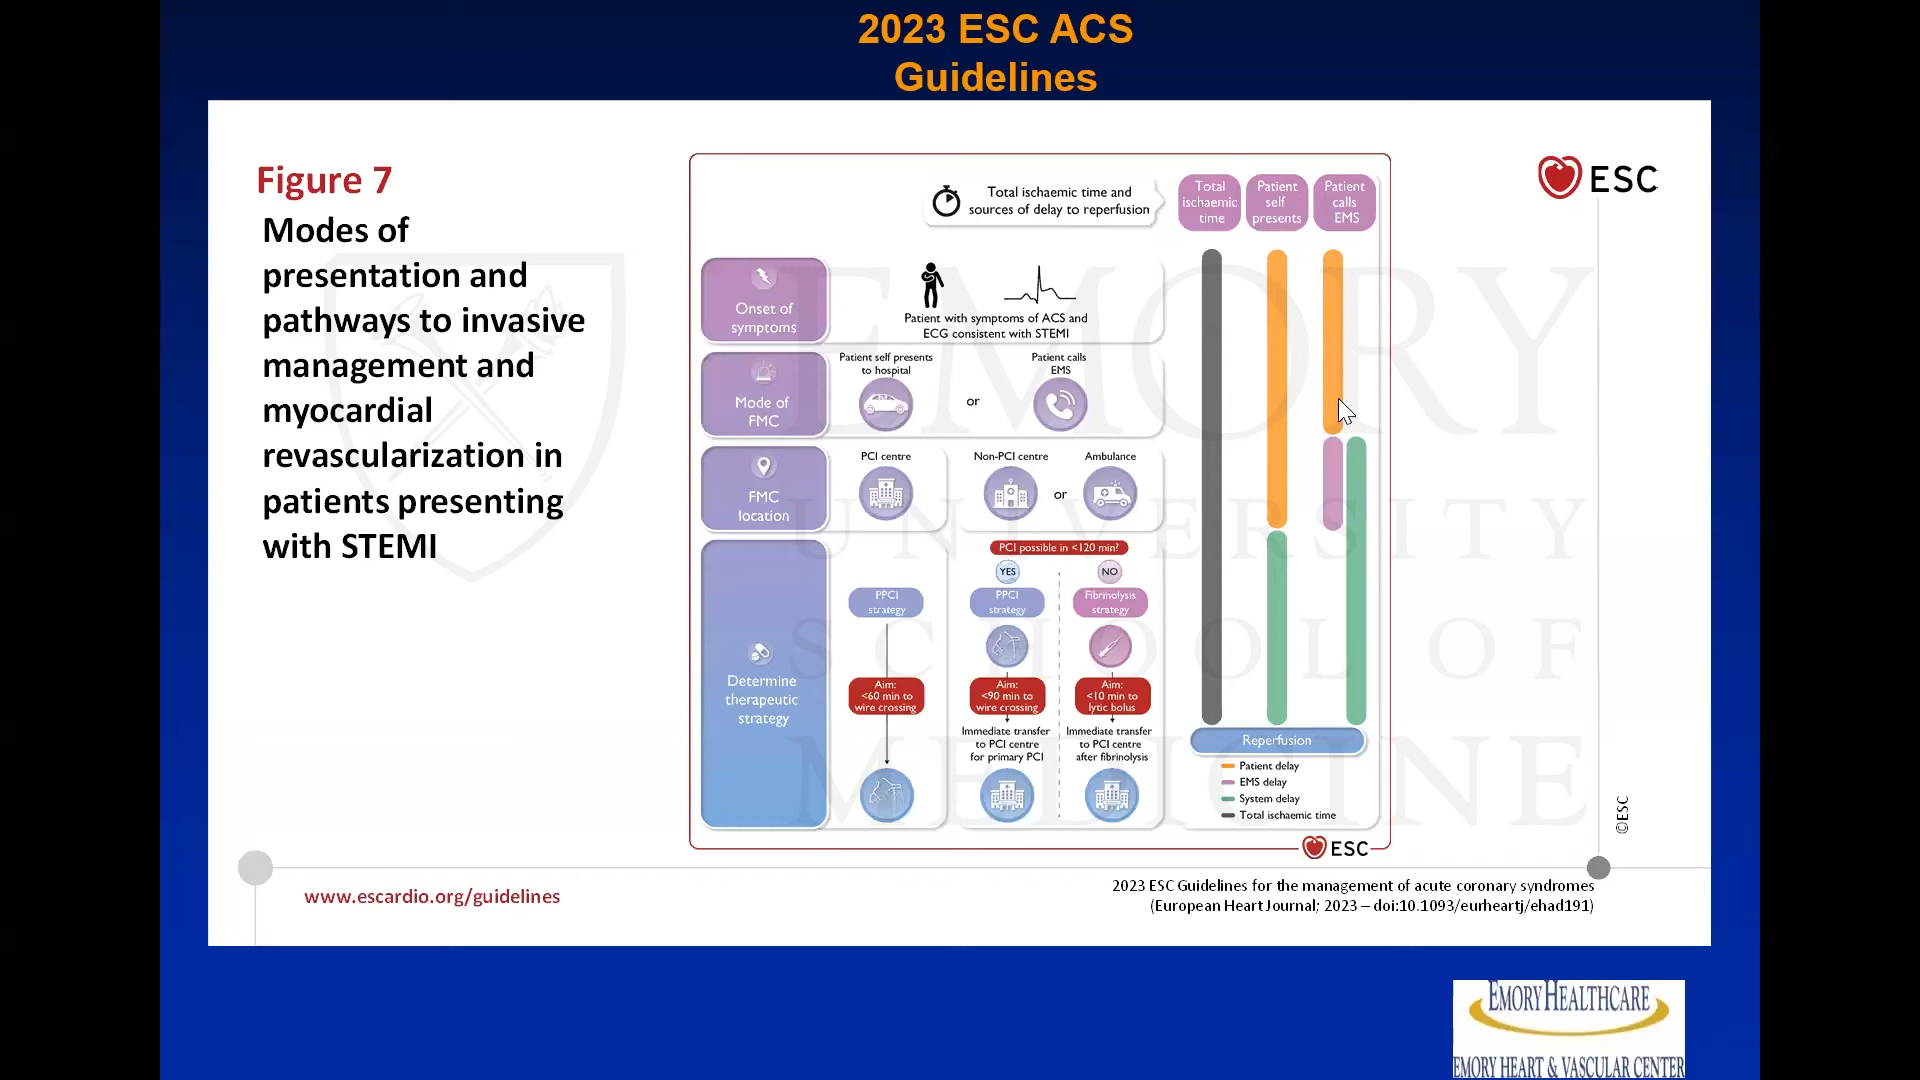 2023 ESC ACS
Guidelines
Figure 7
Modes of
presentation and
pathways to invasive
management and
myocardial
revascularization in
patients presenting
with STEMI
ESC
Total ischaemic time and
sources of delay to reperfusion
Total
ischaemic
time
Patient
self
presents
Patient
calls
EMS
Onset of
symptoms
Patient with symptoms of ACS and
ECG consistent with STEMI
Mode of
FMC
Patient self presents
to hospital
or
Patient calls
EMS
FMC
location
PCI centre
Non-PCI centre
or
Ambulance
Determine
therapeutic
strategy
PCI possible in <120 min?
YES
NO
PPCI
strategy
PPCI
strategy
Fibrinolysis
strategy
Aim:
<60 min to
wire crossing
Aim:
<90 min to
wire crossing
Aim:
<10 min to
lytic bolus
Immediate transfer
to PCI centre
for primary PCI
Immediate transfer
to PCI centre
after fibrinolysis
Reperfusion
Patient delay
EMS delay
System delay
Total ischaemic time
ESC
©ESC
EMORY
UNIVERSITY
SCHOOL OF
MEDICINE
www.escardio.org/guidelines
2023 ESC Guidelines for the management of acute coronary syndromes
(European Heart Journal; 2023 – doi:10.1093/eurheartj/ehad191)
EMORY HEALTHCARE
EMORY HEART & VASCULAR CENTER